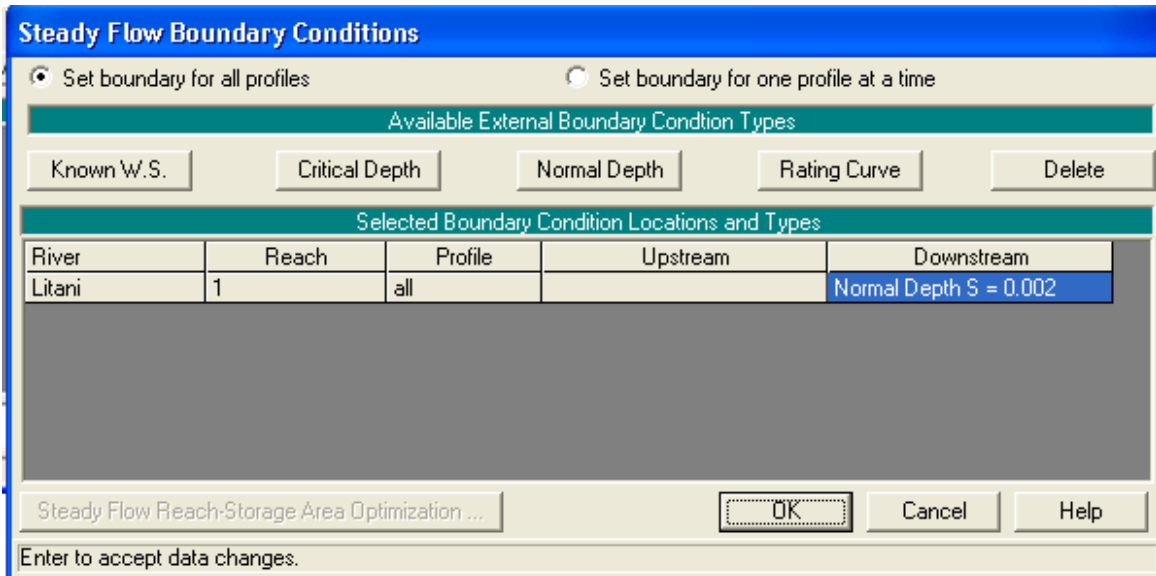 Steady Flow Boundary Conditions
Set boundary for all profiles Set boundary for one profile at a time
Available External Boundary Condtion Types
Known W.S. Critical Depth Normal Depth Rating Curve Delete
Selected Boundary Condition Locations and Types
River Reach Profile Upstream Downstream
Litani 1 all Normal Depth S = 0.002
Steady Flow Reach-Storage Area Optimization ... OK Cancel Help
Enter to accept data changes.